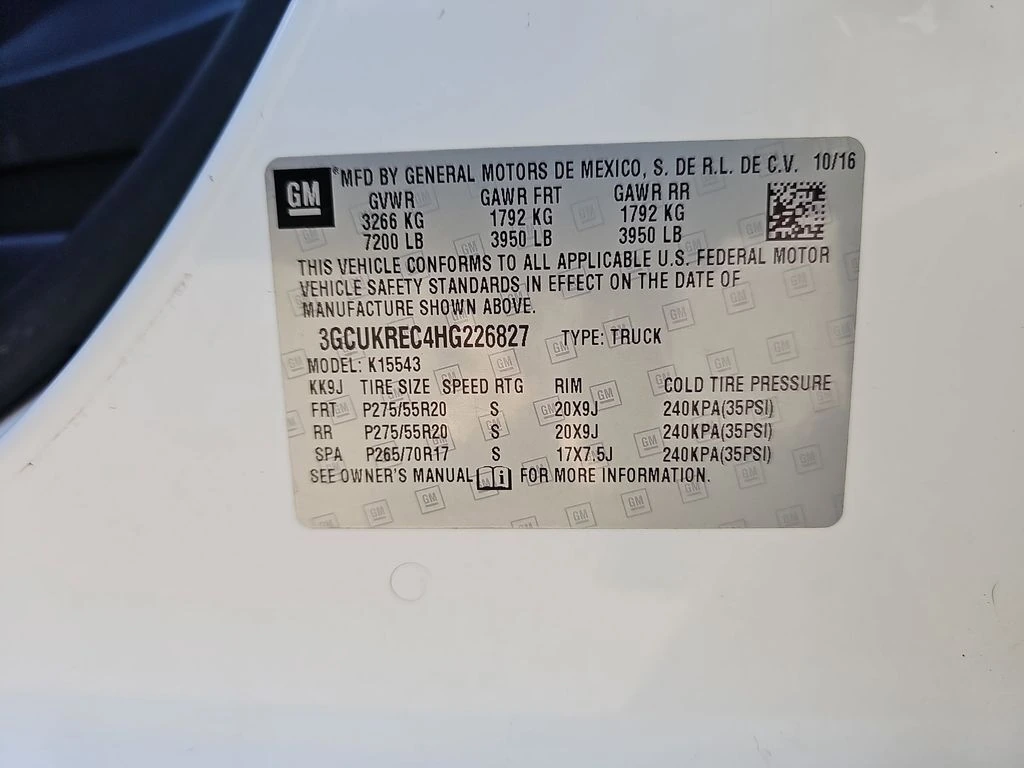 GM
®MFD BY GENERAL MOTORS DE MEXICO, S. DE R.L. DE C.V. 10/16
GVWR GAWR FRT GAWR RR
3266 KG 1792 KG 1792 KG
7200 LB 3950 LB 3950 LB
THIS VEHICLE CONFORMS TO ALL APPLICABLE U.S. FEDERAL MOTOR
VEHICLE SAFETY STANDARDS IN EFFECT ON THE DATE OF
MANUFACTURE SHOWN ABOVE.
3GCUKREC4HG226827 TYPE: TRUCK
MODEL: K15543
KK9J TIRE SIZE SPEED RTG RIM COLD TIRE PRESSURE
FRT P275/55R20 S 20X9J 240KPA(35PSI)
RR P275/55R20 S 20X9J 240KPA(35PSI)
SPA P265/70R17 S 17X7.5J 240KPA(35PSI)
SEE OWNER'S MANUAL i FOR MORE INFORMATION.